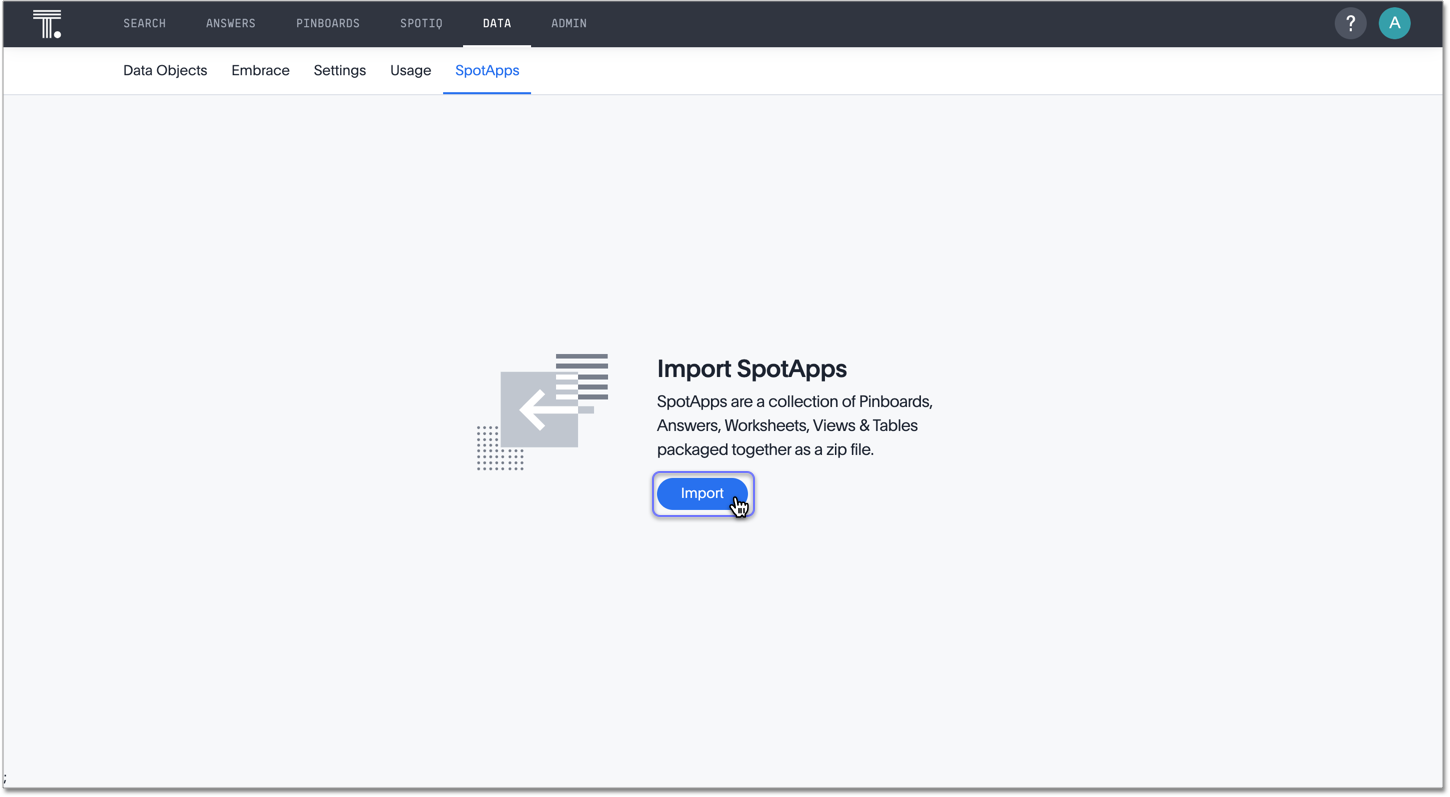 T.
SEARCH ANSWERS PINBOARDS SPOTIQ DATA ADMIN ? A
Data Objects Embrace Settings Usage SpotApps
Import SpotApps
SpotApps are a collection of Pinboards,
Answers, Worksheets, Views & Tables
packaged together as a zip file.
Import
;